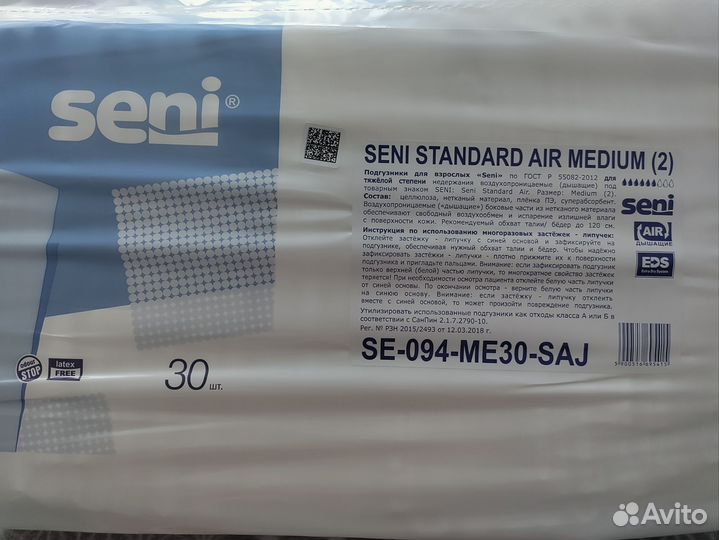 seni®
SENI STANDARD AIR MEDIUM (2)
Подгузники для взрослых «Seni» по ГОСТ Р 55082-2012 для
тяжёлой степени недержания воздухопроницаемые (дышащие) под
товарным знаком SENI: Seni Standard Air. Размер: Medium (2).
Состав: целлюлоза, нетканый материал, плёнка ПЭ, суперабсорбент.
Воздухопроницаемые («дышащие») боковые части из нетканого материала
обеспечивают свободный воздухообмен и испарение излишней влаги
с поверхности кожи. Рекомендуемый обхват талии/ бёдер до 120 см.
Инструкция по использованию многоразовых застёжек - липучек:
Отклейте застёжку - липучку с синей основой и зафиксируйте на
подгузнике, обеспечивая нужный обхват талии и бёдер. Чтобы надёжно
зафиксировать застёжки - липучки - плотно прижмите их к поверхности
подгузника и пригладьте пальцами. Внимание: если зафиксировать подгузник
только верхней (белой) частью липучки, то многократное свойство застёжек
теряется! При необходимости осмотра пациента отклейте белую часть липучки
от синей основы. По окончании осмотра - верните белую часть липучки
на синюю основу. Внимание: если застёжку - липучку отклеить
вместе с синей основой, то может произойти повреждение подгузника.
Утилизировать использованные подгузники как отходы класса А или Б в
соответствии с СанПин 2.1.7.2790-10.
Рег. № РЗН 2015/2493 от 12.03.2018 г.
seni
(AIR)
ДЫШАЩИЕ
EDS
Extra Dry System
SE-094-ME30-SAJ
5 900516 695415
odour
STOP
latex
FREE
30 шт.
Avito